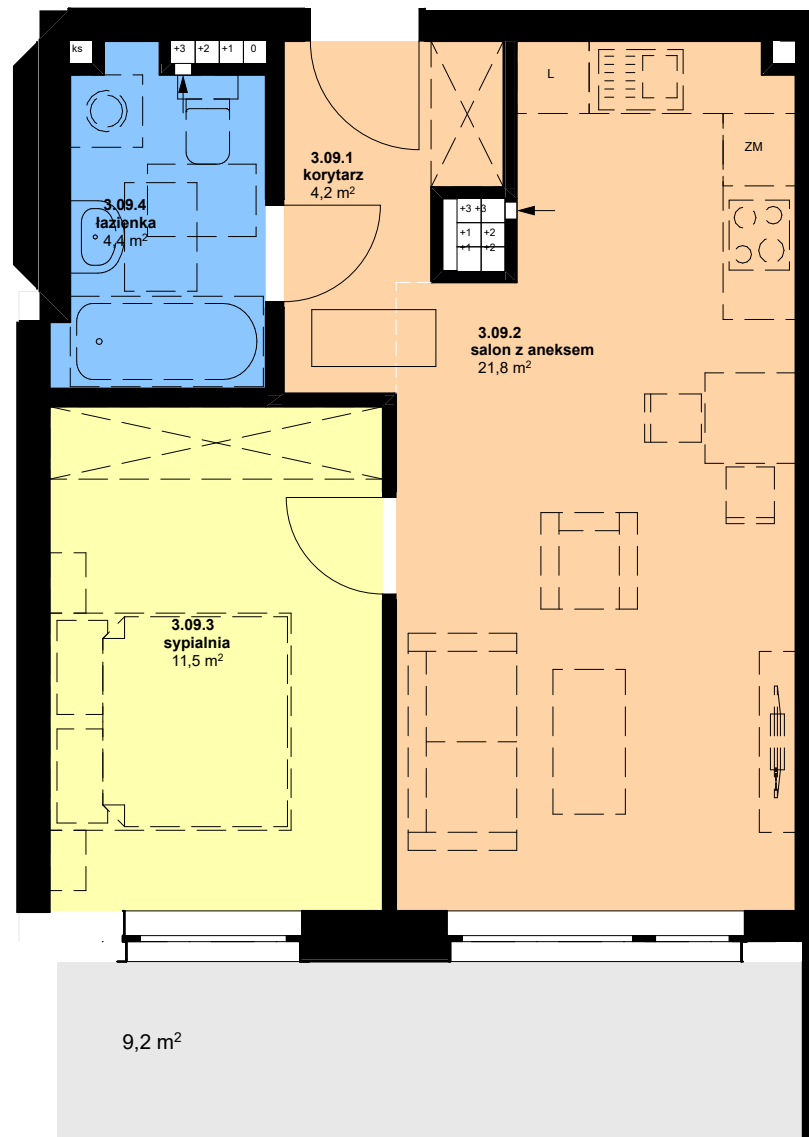 ks
+3 +2 +1 0
L
ZM
3.09.1
korytarz
4,2 m²
3.09.4
łazienka
4,4 m²
+3 +3
+1 +2
+1 +2
3.09.2
salon z aneksem
21,8 m²
3.09.3
sypialnia
11,5 m²
9,2 m²